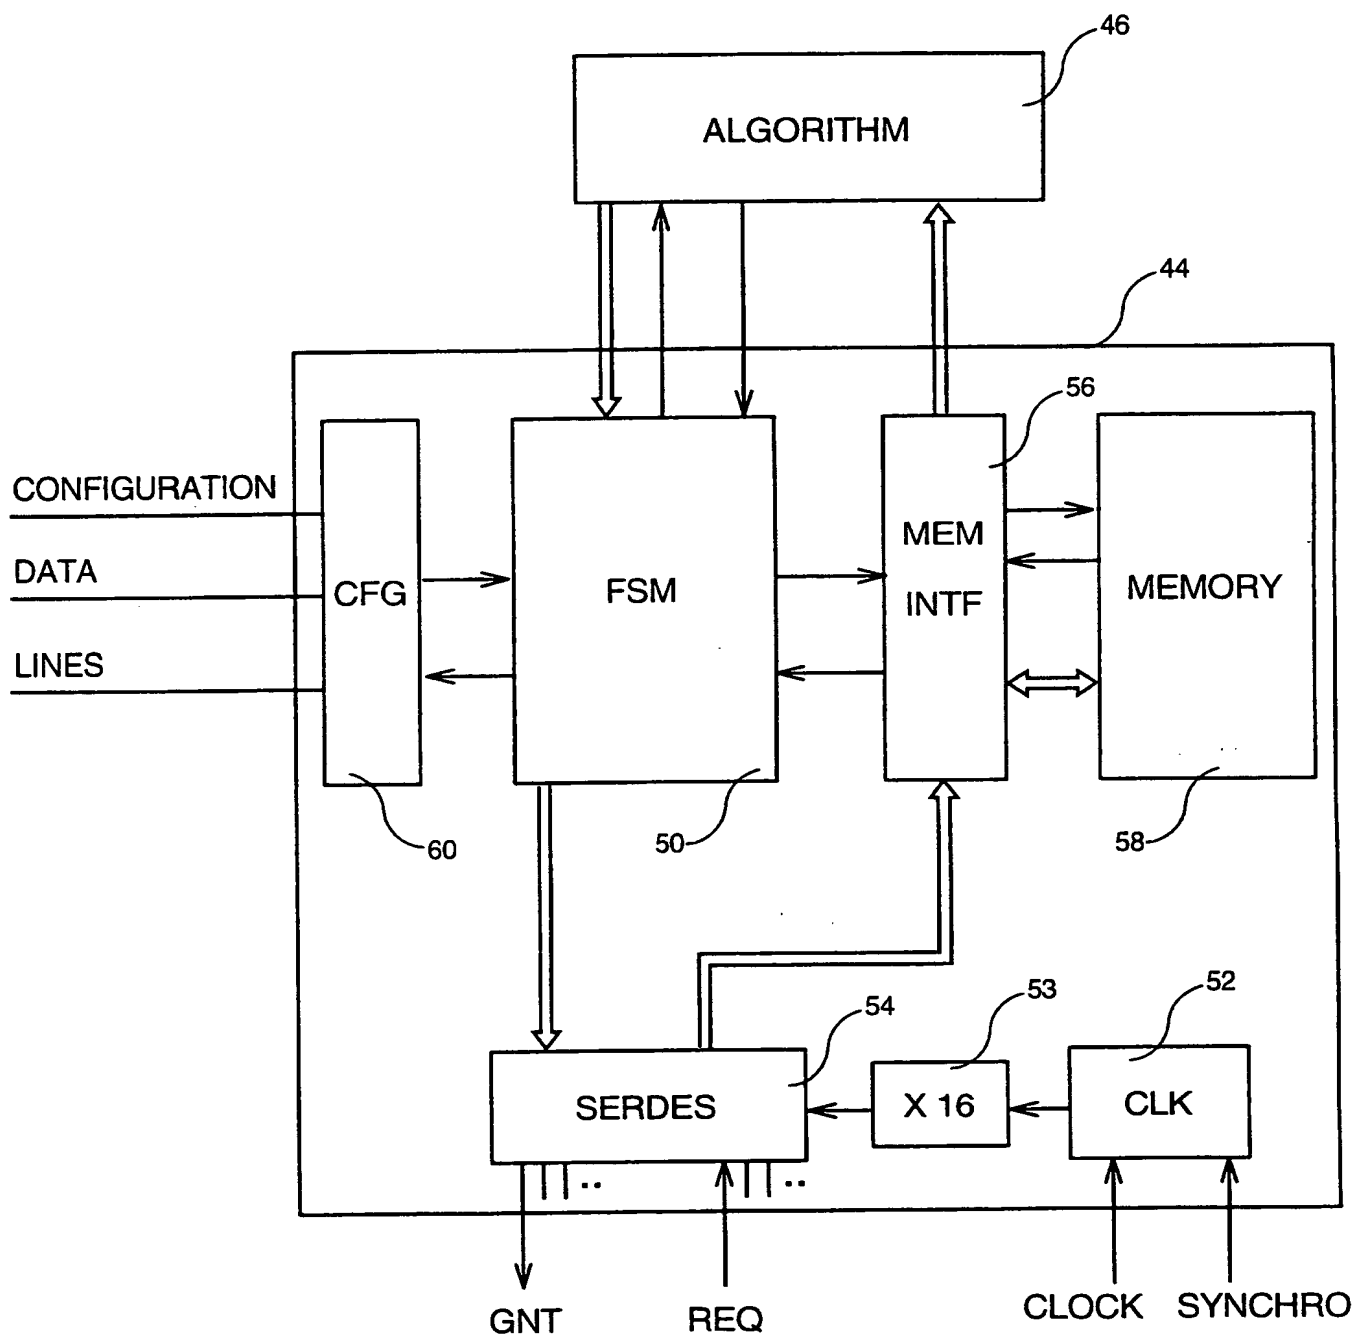 46
ALGORITHM
44
56
CONFIGURATION
MEM
DATA
CFG
FSM
INTF
MEMORY
LINES
60
50
58
54
53
52
SERDES
X 16
CLK
..
..
GNT
REQ
CLOCK
SYNCHRO